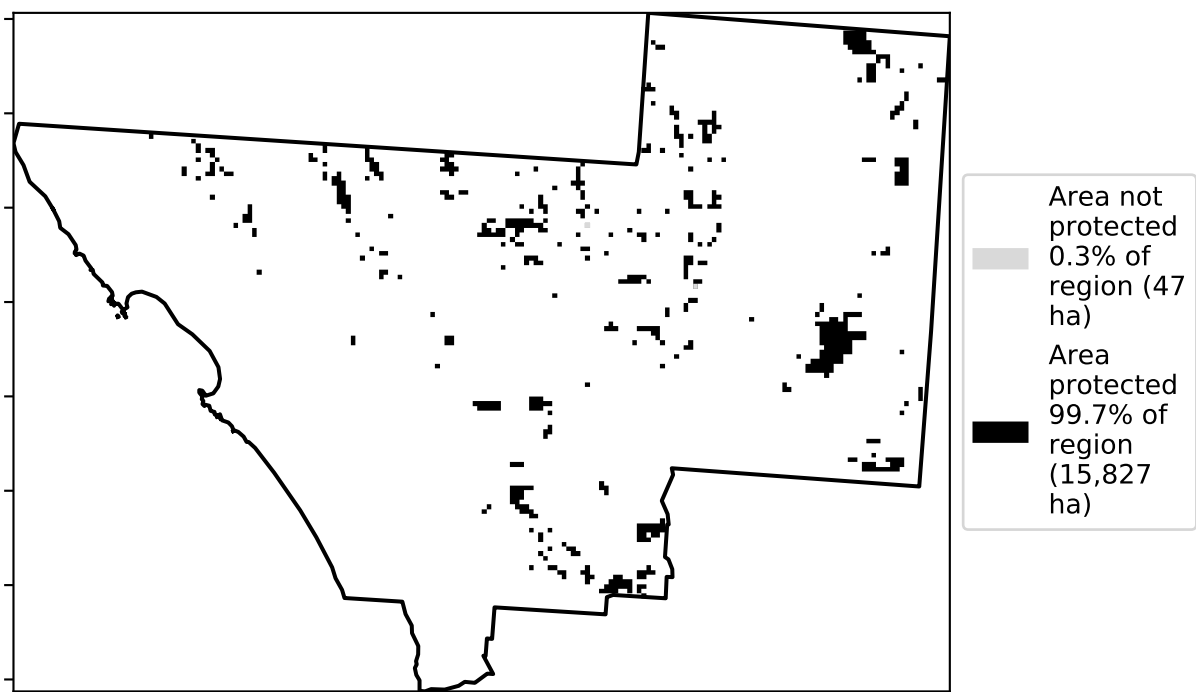 Area not
protected
0.3% of
region (47
ha)
Area
protected
99.7% of
region
(15,827
ha)